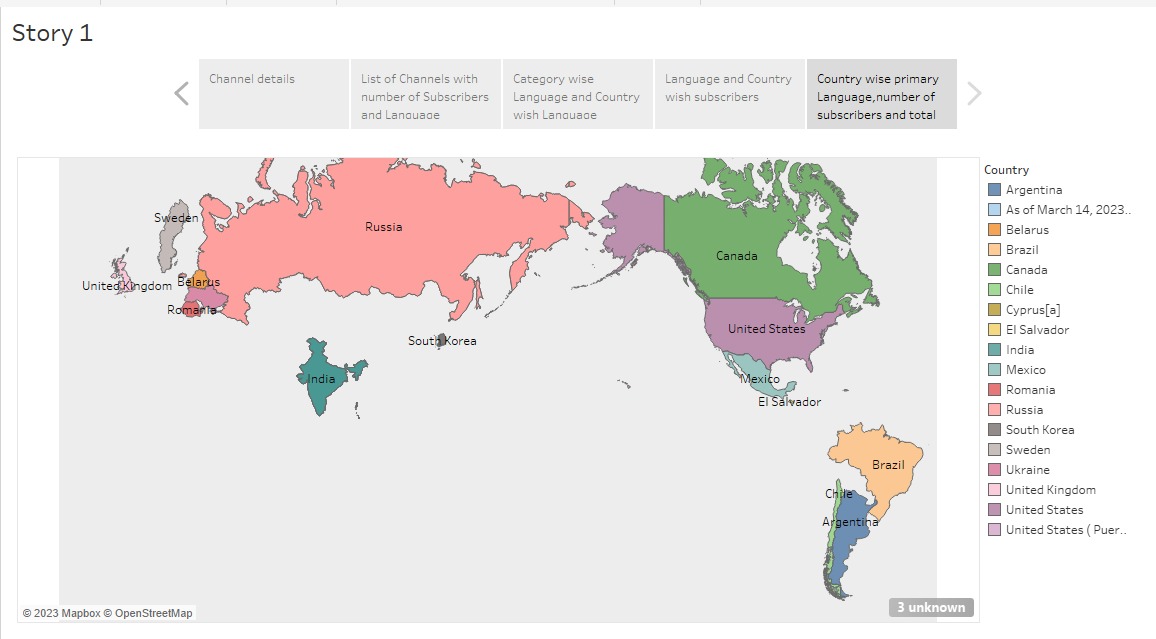 Story 1
Channel details
List of Channels with
number of Subscribers
and Language
Category wise
Language and Country
wish Language
Language and Country
wish subscribers
Country wise primary
Language,number of
subscribers and total
Sweden
Russia
Canada
United Kingdom
Belarus
Romania
South Korea
United States
India
Mexico
El Salvador
Brazil
Chile
Argentina
© 2023 Mapbox © OpenStreetMap
3 unknown
Country
Argentina
As of March 14, 2023..
Belarus
Brazil
Canada
Chile
Cyprus[a]
El Salvador
India
Mexico
Romania
Russia
South Korea
Sweden
Ukraine
United Kingdom
United States
United States ( Puer..